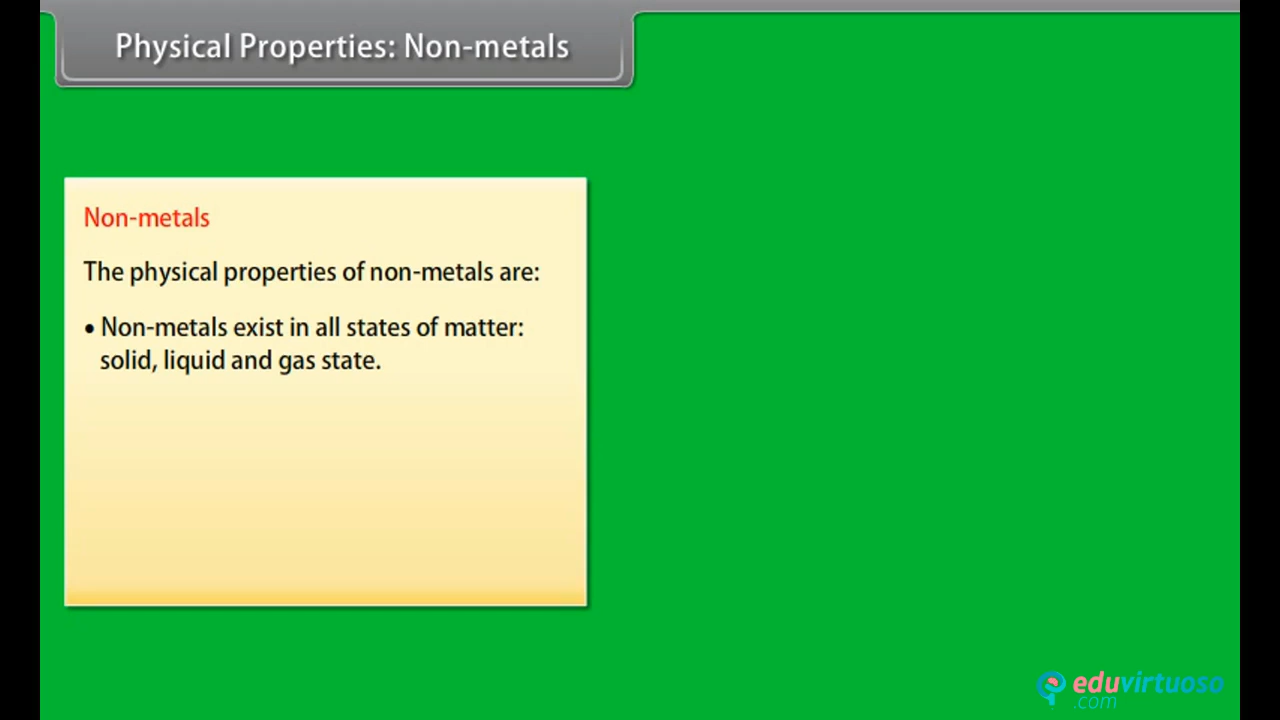 Physical Properties: Non-metals
Non-metals
The physical properties of non-metals are:
• Non-metals exist in all states of matter:
solid, liquid and gas state.
eduvirtuoso
.com